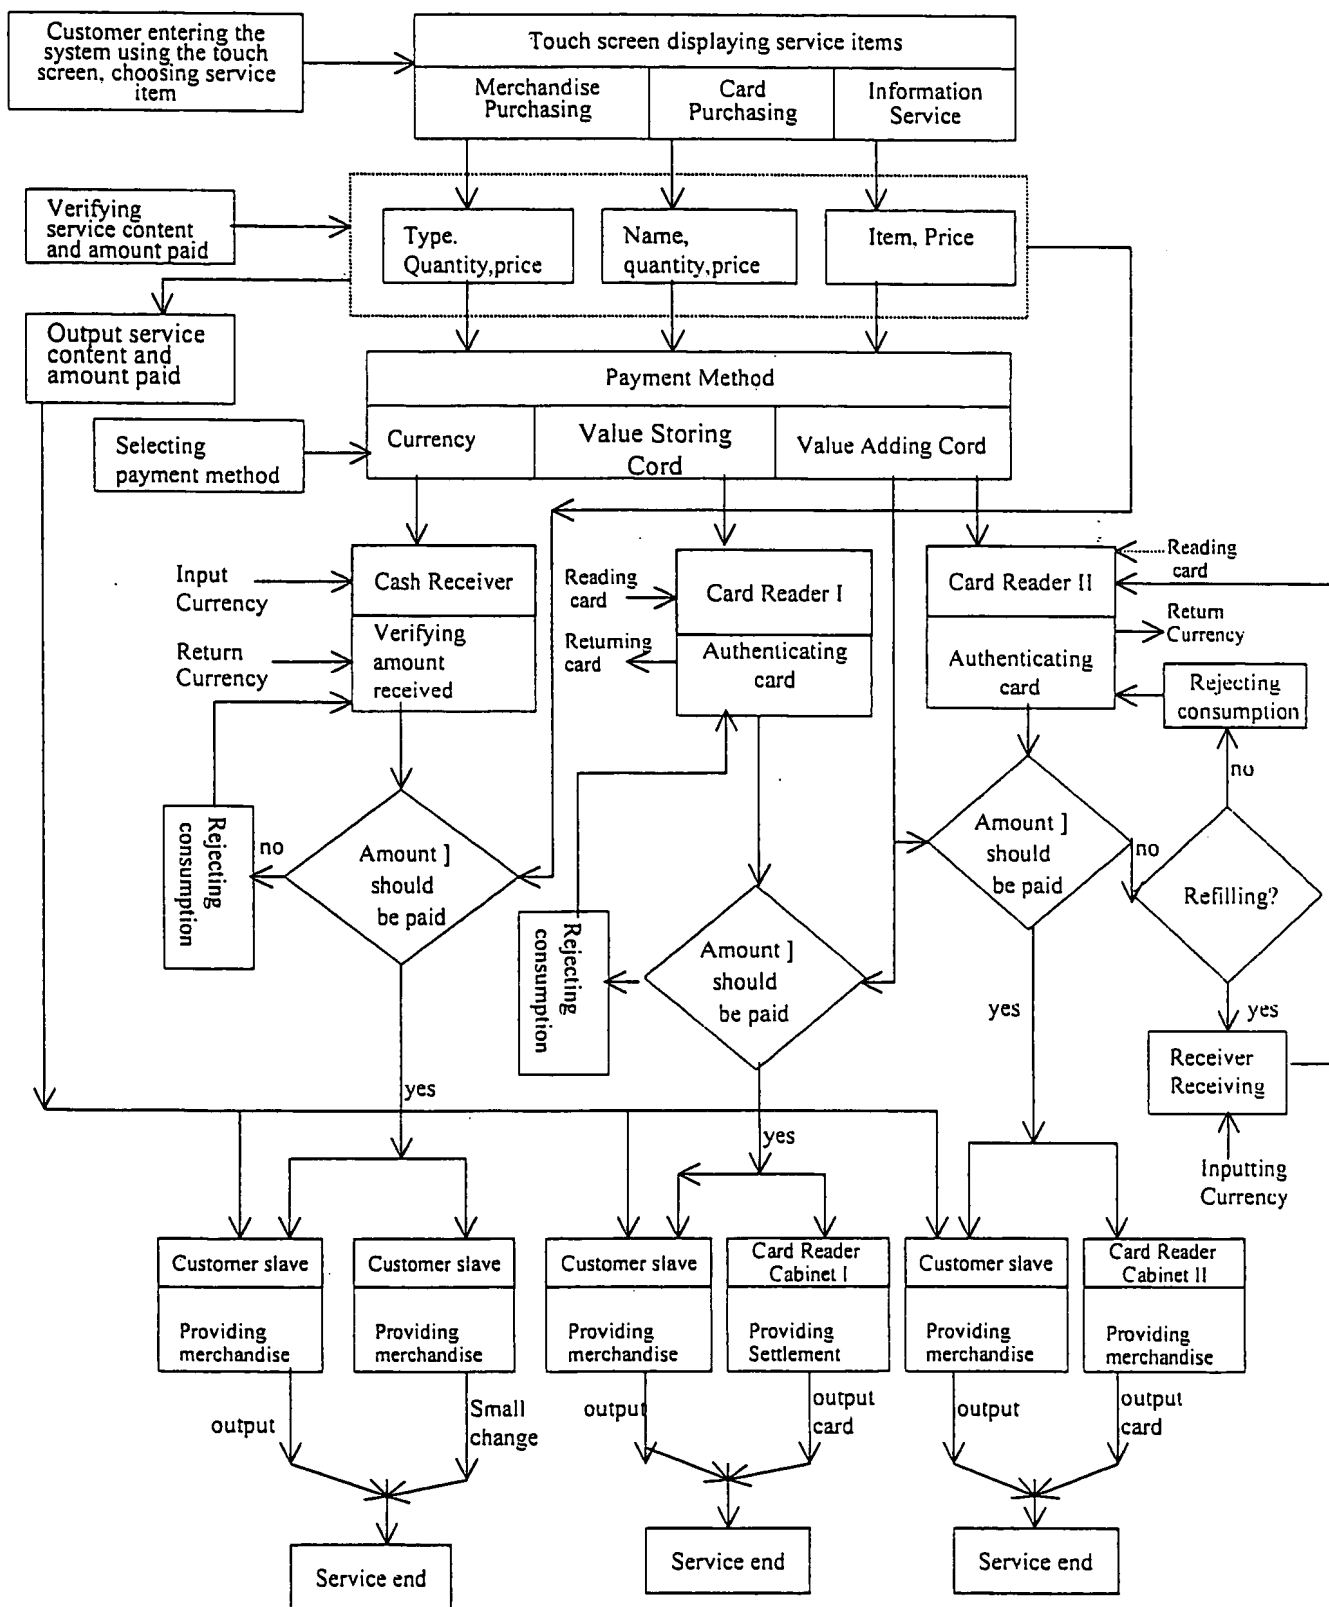 Customer entering the
system using the touch
screen, choosing service
item
Touch screen displaying service items
Merchandise
Purchasing
Card
Purchasing
Information
Service
Verifying
service content
and amount paid
Type.
Quantity,price
Name,
quantity,price
Item, Price
Output service
content and
amount paid
Payment Method
Selecting
payment method
Currency
Value Storing
Cord
Value Adding Cord
Input
Currency
Cash Receiver
Reading
card
Card Reader I
Card Reader II
Reading
card
Return
Currency
Verifying
amount
received
Returning
card
Authenticating
card
Authenticating
card
Return
Currency
Rejecting
consumption
no
Rejecting
consumption
no
Amount ]
should
be paid
Amount ]
should
be paid
no
Refilling?
Rejecting
consumption
Amount ]
should
be paid
yes
yes
Receiver
Receiving
yes
yes
Inputting
Currency
Customer slave
Providing
merchandise
Customer slave
Providing
merchandise
Customer slave
Providing
merchandise
Card Reader
Cabinet I
Providing
Settlement
Customer slave
Providing
merchandise
Card Reader
Cabinet II
Providing
merchandise
output
Small
change
output
output
card
output
output
card
Service end
Service end
Service end